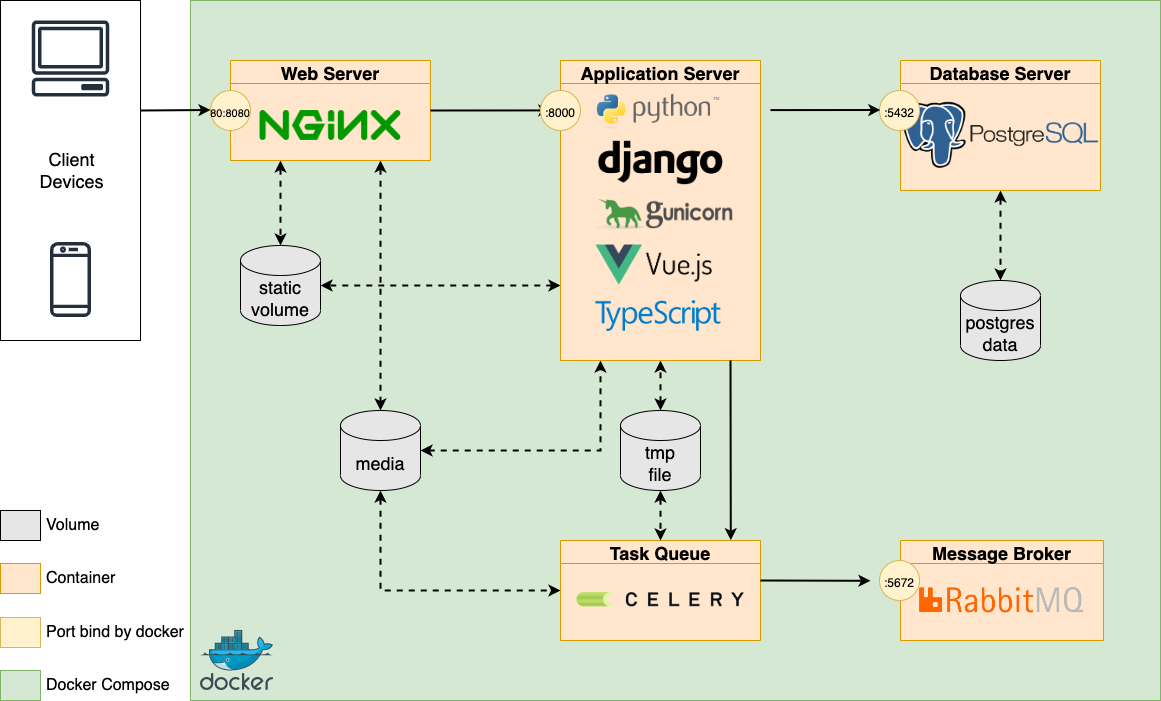 Web Server
Application Server
Database Server
80:8080
NGiNX
:8000
python™
:5432
PostgreSQL
django
Client
Devices
gunicorn
Vue.js
static
volume
TypeScript
postgres
data
media
tmp
file
Volume
Task Queue
Message Broker
Container
:5672
CELERY
RabbitMQ
Port bind by docker
docker
Docker Compose